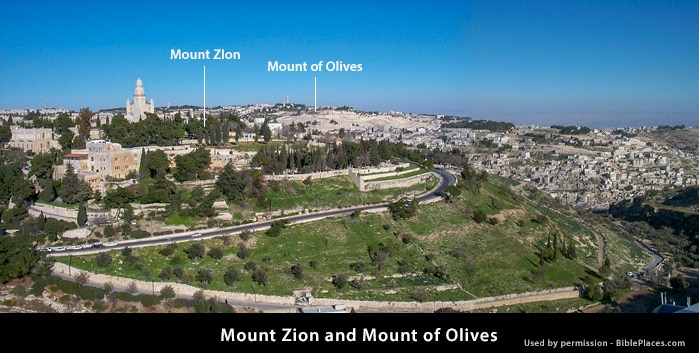 Mount ZIon
Mount of Olives
Mount Zion and Mount of Olives
Used by permission - BiblePlaces.com